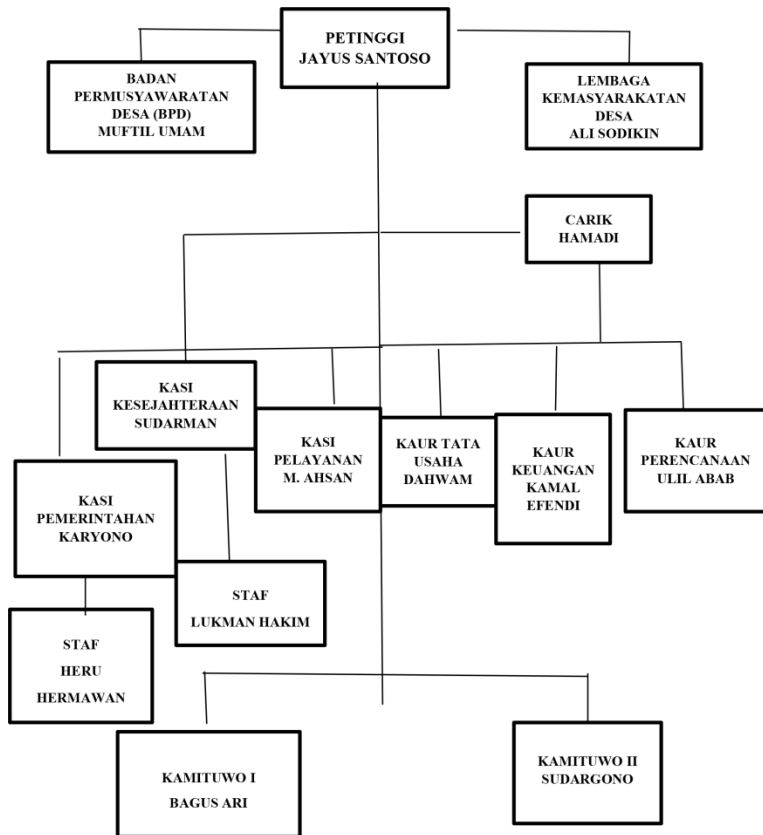 PETINGGI
JAYUS SANTOSO
BADAN
PERMUSYAWARATAN
DESA (BPD)
MUFTIL UMAM
LEMBAGA
KEMASYARAKATAN
DESA
ALI SODIKIN
CARIK
HAMADI
KASI
KESEJAHTERAAN
SUDARMAN
KASI
PELAYANAN
M. AHSAN
KAUR TATA
USAHA
DAHWAM
KAUR
KEUANGAN
KAMAL
EFENDI
KAUR
PERENCANAAN
ULIL ABAB
KASI
PEMERINTAHAN
KARYONO
STAF
LUKMAN HAKIM
STAF
HERU
HERMAWAN
KAMITUWO I
BAGUS ARI
KAMITUWO II
SUDARGONO